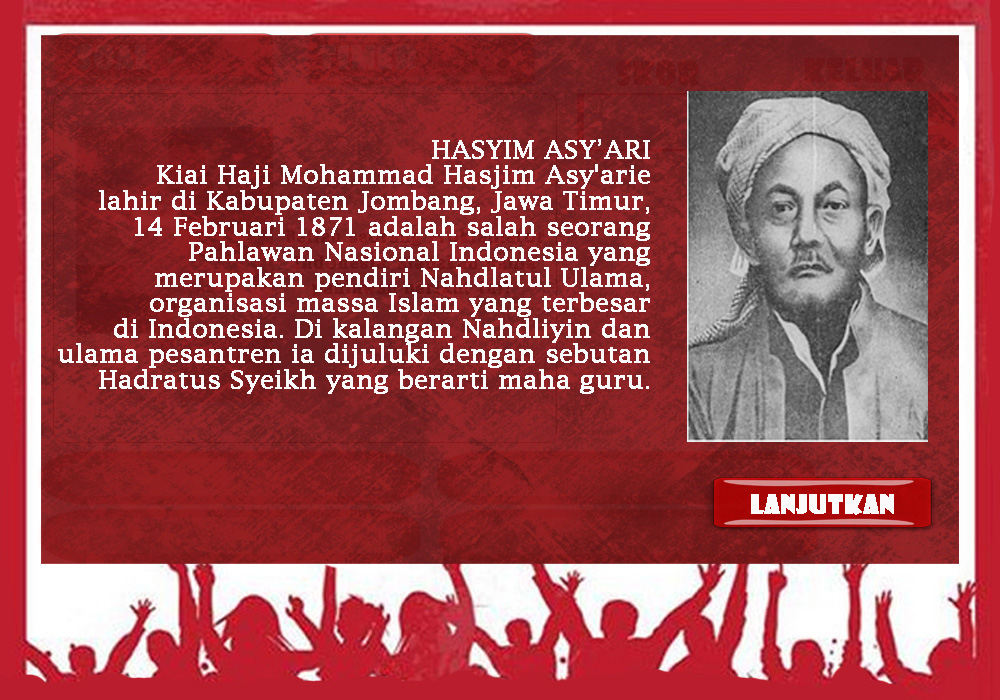 HASYIM ASY’ARI
Kiai Haji Mohammad Hasjim Asy'arie
lahir di Kabupaten Jombang, Jawa Timur,
14 Februari 1871 adalah salah seorang
Pahlawan Nasional Indonesia yang
merupakan pendiri Nahdlatul Ulama,
organisasi massa Islam yang terbesar
di Indonesia. Di kalangan Nahdliyin dan
ulama pesantren ia dijuluki dengan sebutan
Hadratus Syeikh yang berarti maha guru.
LANJUTKAN